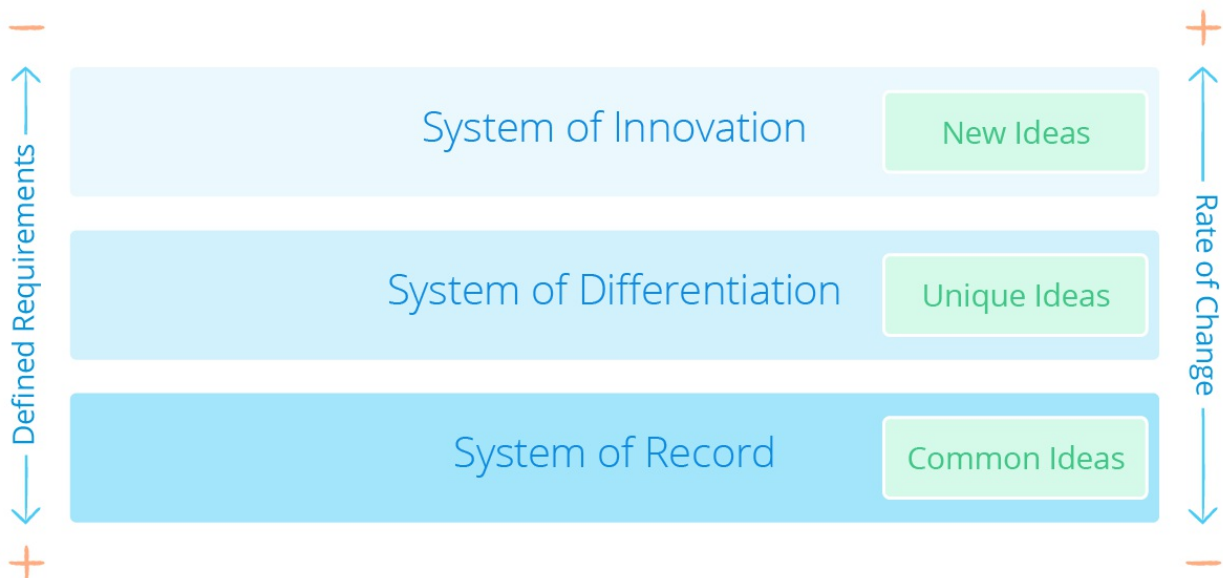 System of Innovation
New Ideas
Defined Requirements
System of Differentiation
Unique Ideas
Rate of Change
System of Record
Common Ideas